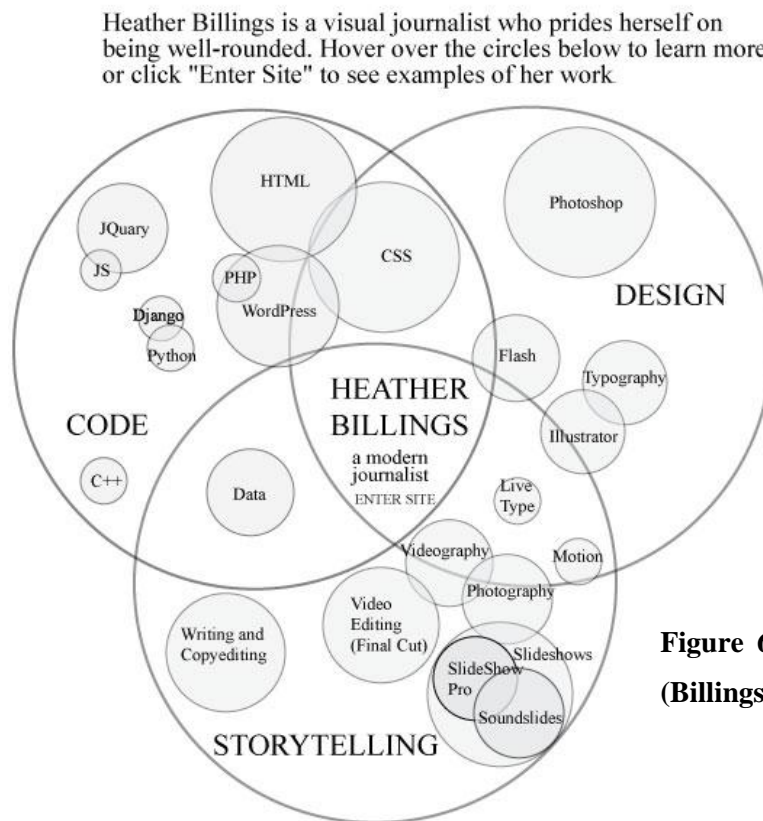 Heather Billings is a visual journalist who prides herself on
being well-rounded. Hover over the circles below to learn more
or click "Enter Site" to see examples of her work
HTML
Photoshop
JQuary
CSS
JS
PHP
DESIGN
WordPress
Django
Python
Flash
Typography
HEATHER
BILLINGS
CODE
Illustrator
a modern
journalist
C++
Data
ENTER SITE
Live
Type
Videography
Motion
Photography
Video
Editing
(Final Cut)
Writing and
Copyediting
Slideshows
SlideShow
Pro
Soundslides
STORYTELLING
Figure
(Billings